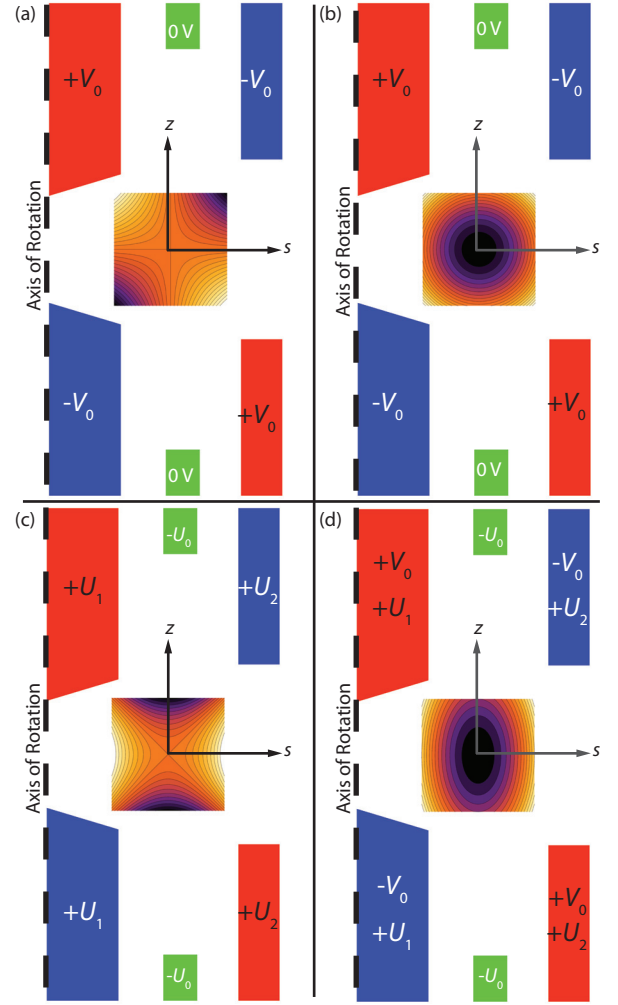 (a)
0 V
+V₀
-V₀
z
s
Axis of Rotation
-V₀
+V₀
0 V
(b)
0 V
+V₀
-V₀
z
s
Axis of Rotation
-V₀
+V₀
0 V
(c)
-U₀
+U₁
+U₂
z
s
Axis of Rotation
+U₁
+U₂
-U₀
(d)
-U₀
+V₀
+U₁
-V₀
+U₂
z
s
Axis of Rotation
-V₀
+U₁
+V₀
+U₂
-U₀